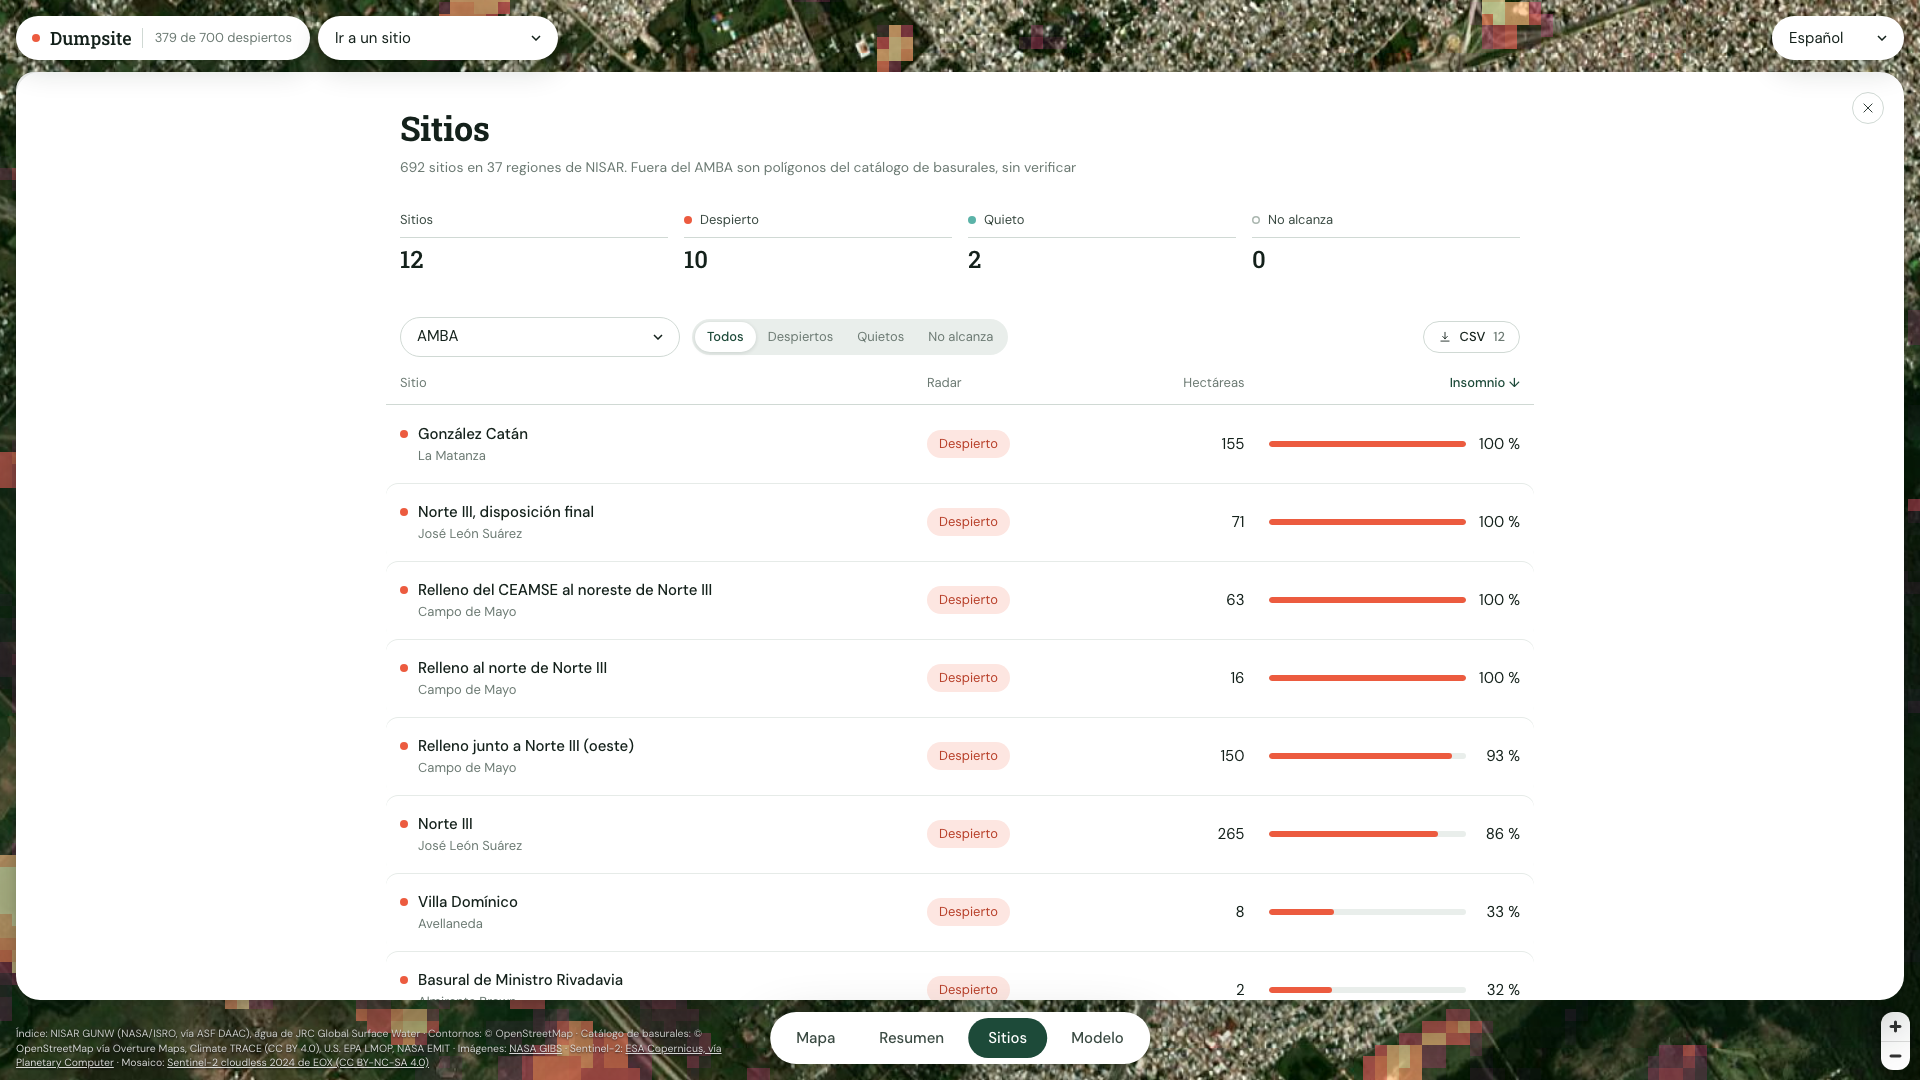 Dumpsite
379 de 700 despiertos
Ir a un sitio
Español
Sitios
692 sitios en 37 regiones de NISAR. Fuera del AMBA son polígonos del catálogo de basurales, sin verificar
Sitios
Despierto
Quieto
No alcanza
12
10
2
0
AMBA
Todos
Despiertos
Quietos
No alcanza
CSV 12
Sitio
Radar
Hectáreas
Insomnio ↓
González Catán
La Matanza
Despierto
155
100 %
Norte III, disposición final
José León Suárez
Despierto
71
100 %
Relleno del CEAMSE al noreste de Norte III
Campo de Mayo
Despierto
63
100 %
Relleno al norte de Norte III
Campo de Mayo
Despierto
16
100 %
Relleno junto a Norte III (oeste)
Campo de Mayo
Despierto
150
93 %
Norte III
José León Suárez
Despierto
265
86 %
Villa Domínico
Avellaneda
Despierto
8
33 %
Basural de Ministro Rivadavia
Despierto
2
32 %
Índice: NISAR GUNW (NASA/ISRO, vía ASF DAAC), agua de JRC Global Surface Water · Contornos: © OpenStreetMap · Catálogo de basurales: ©
OpenStreetMap vía Overture Maps, Climate TRACE (CC BY 4.0), U.S. EPA LMOP, NASA EMIT · Imágenes: NASA GIBS · Sentinel-2: ESA Copernicus, vía
Planetary Computer · Mosaico: Sentinel-2 cloudless 2024 de EOX (CC BY-NC-SA 4.0)
Mapa
Resumen
Sitios
Modelo